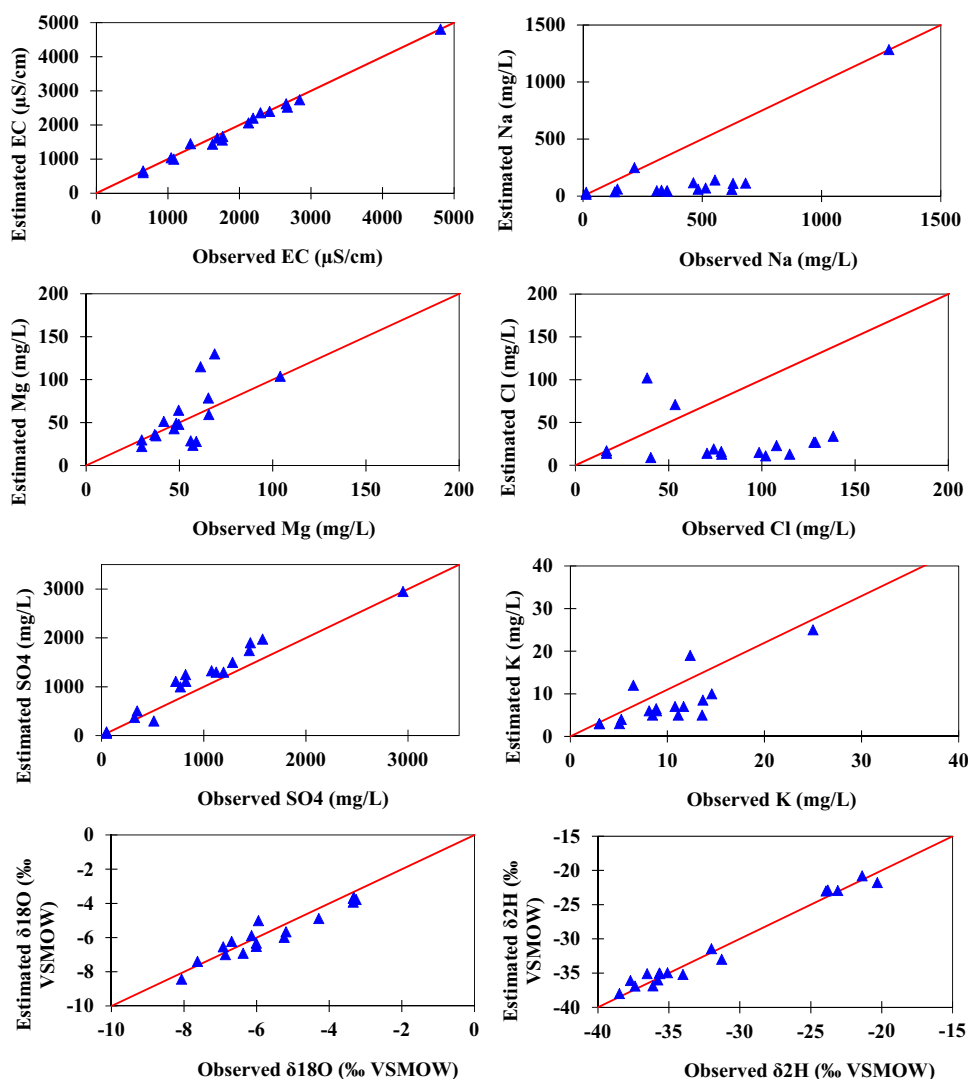 Estimated EC (µS/cm)
5000
4000
3000
2000
1000
0
0 1000 2000 3000 4000 5000
Observed EC (µS/cm)
Estimated Na (mg/L)
1500
1000
500
0
0 500 1000 1500
Observed Na (mg/L)
Estimated Mg (mg/L)
200
150
100
50
0
0 50 100 150 200
Observed Mg (mg/L)
Estimated Cl (mg/L)
200
150
100
50
0
0 50 100 150 200
Observed Cl (mg/L)
Estimated SO4 (mg/L)
3000
2000
1000
0
0 1000 2000 3000
Observed SO4 (mg/L)
Estimated K (mg/L)
40
30
20
10
0
0 20 40
Observed K (mg/L)
Estimated δ18O (‰
VSMOW)
0
-2
-4
-6
-8
-10
-10 -8 -6 -4 -2 0
Observed δ18O (‰ VSMOW)
Estimated δ2H (‰
VSMOW)
-15
-20
-25
-30
-35
-40
-40 -35 -30 -25 -20 -15
Observed δ2H (‰ VSMOW)